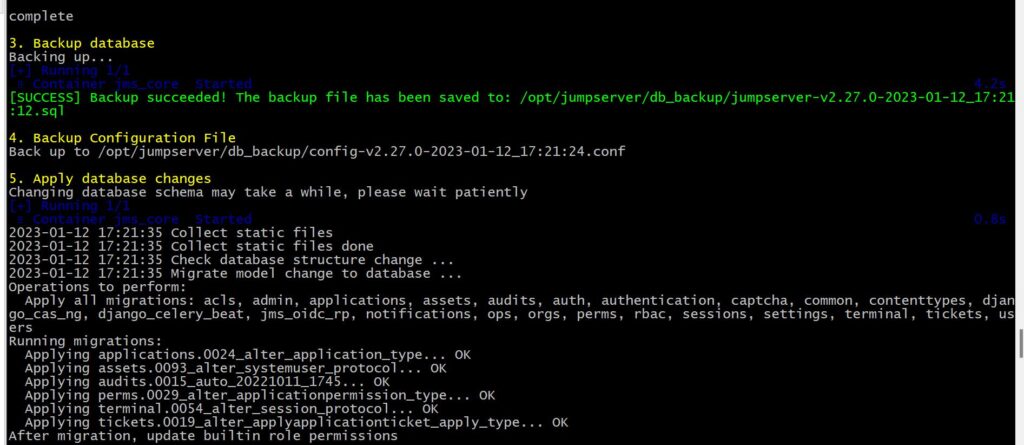 complete
3. Backup database
Backing up...
[+] Running 1/1
Container jms_core  Started 4.2s
[SUCCESS] Backup succeeded! The backup file has been saved to: /opt/jumpserver/db_backup/jumpserver-v2.27.0-2023-01-12_17:21
:12.sql
4. Backup Configuration File
Back up to /opt/jumpserver/db_backup/config-v2.27.0-2023-01-12_17:21:24.conf
5. Apply database changes
Changing database schema may take a while, please wait patiently
[+] Running 1/1
Container jms_core  Started 0.6s
2023-01-12 17:21:35 Collect static files
2023-01-12 17:21:35 Collect static files done
2023-01-12 17:21:35 Check database structure change ...
2023-01-12 17:21:35 Migrate model change to database ...
Operations to perform:
  Apply all migrations: acls, admin, applications, assets, audits, auth, authentication, captcha, common, contenttypes, djan
go_cas_ng, django_celery_beat, jms_oidc_rp, notifications, ops, orgs, perms, rbac, sessions, settings, terminal, tickets, us
ers
Running migrations:
  Applying applications.0024_alter_application_type... OK
  Applying assets.0093_alter_systemuser_protocol... OK
  Applying audits.0015_auto_20221011_1745... OK
  Applying perms.0029_alter_applicationpermission_type... OK
  Applying terminal.0054_alter_session_protocol... OK
  Applying tickets.0019_alter_applyapplicationticket_apply_type... OK
After migration, update builtin role permissions